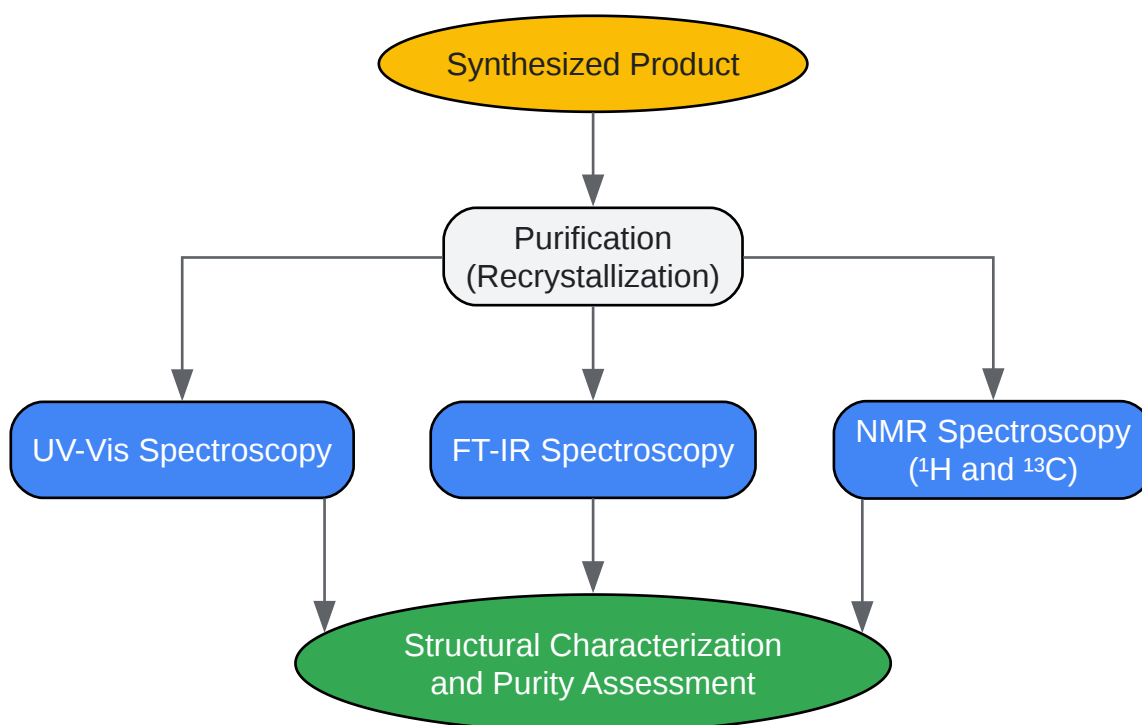 Synthesized Product
Purification
(Recrystallization)
UV-Vis Spectroscopy
FT-IR Spectroscopy
NMR Spectroscopy
(¹H and ¹³C)
Structural Characterization
and Purity Assessment